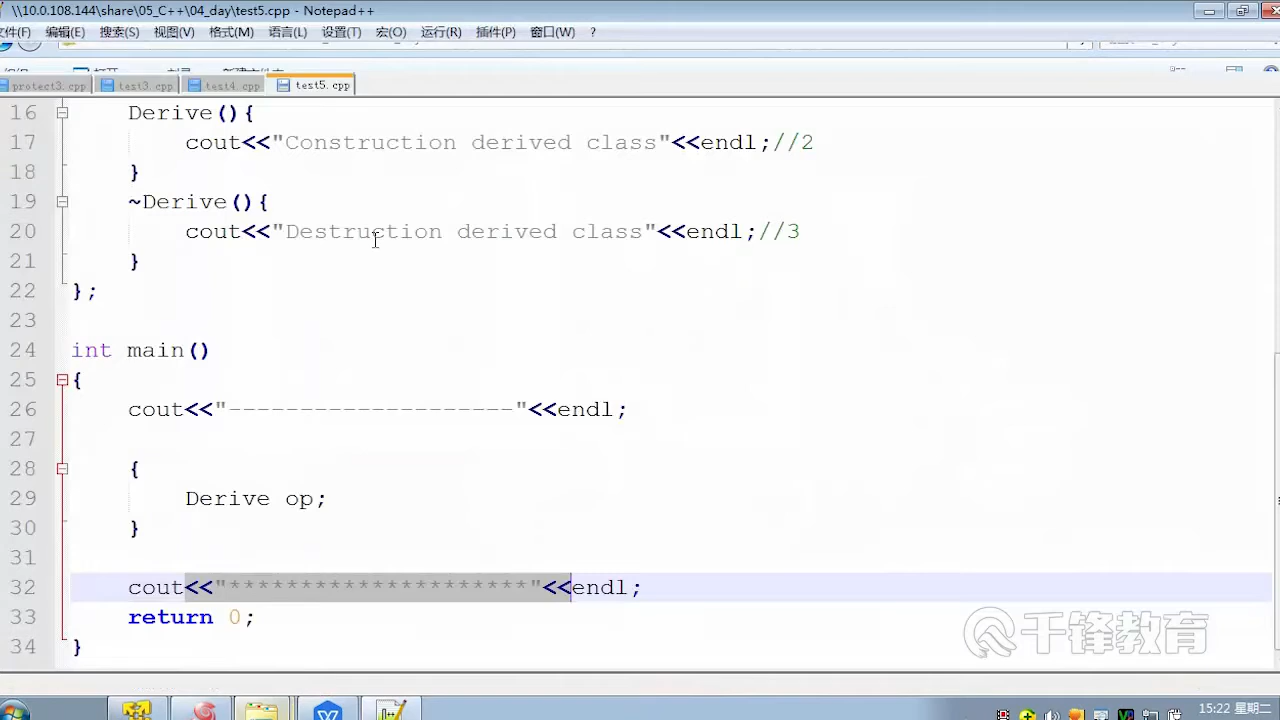 \\10.0.108.144\share\05_C++\04_day\test5.cpp - Notepad++
文件(F) 编辑(E) 搜索(S) 视图(V) 格式(M) 语言(L) 设置(T) 宏(O) 运行(R) 插件(P) 窗口(W) ?
protect3.cpp test3.cpp test4.cpp test5.cpp
16 Derive(){
17 cout<<"Construction derived class"<<endl;//2
18 }
19 ~Derive(){
20 cout<<"Destruction derived class"<<endl;//3
21 }
22 };
23
24 int main()
25 {
26 cout<<"--------------------"<<endl;
27
28 {
29 Derive op;
30 }
31
32 cout<<"*********************"<<endl;
33 return 0;
34 }
千锋教育
15:22 星期二